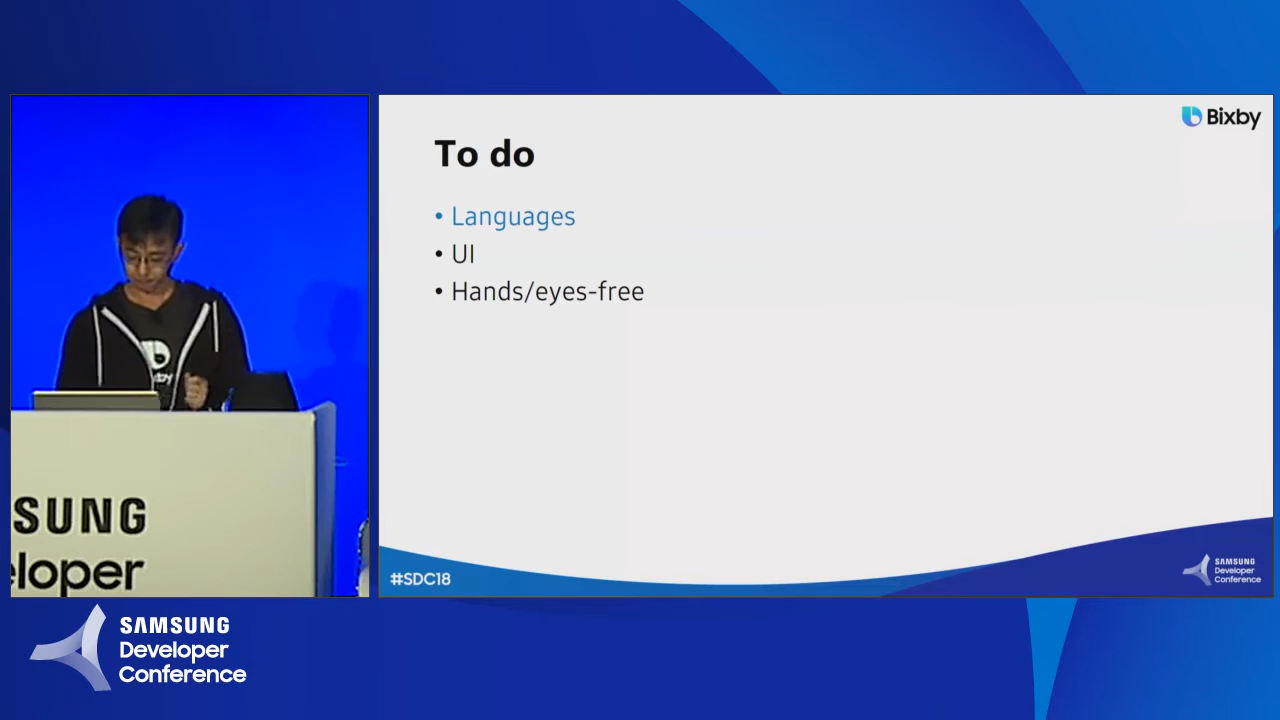 Bixby
To do
• Languages
• UI
• Hands/eyes-free
#SDC18
SAMSUNG
Developer
Conference
SUNG
eloper
SAMSUNG
Developer
Conference